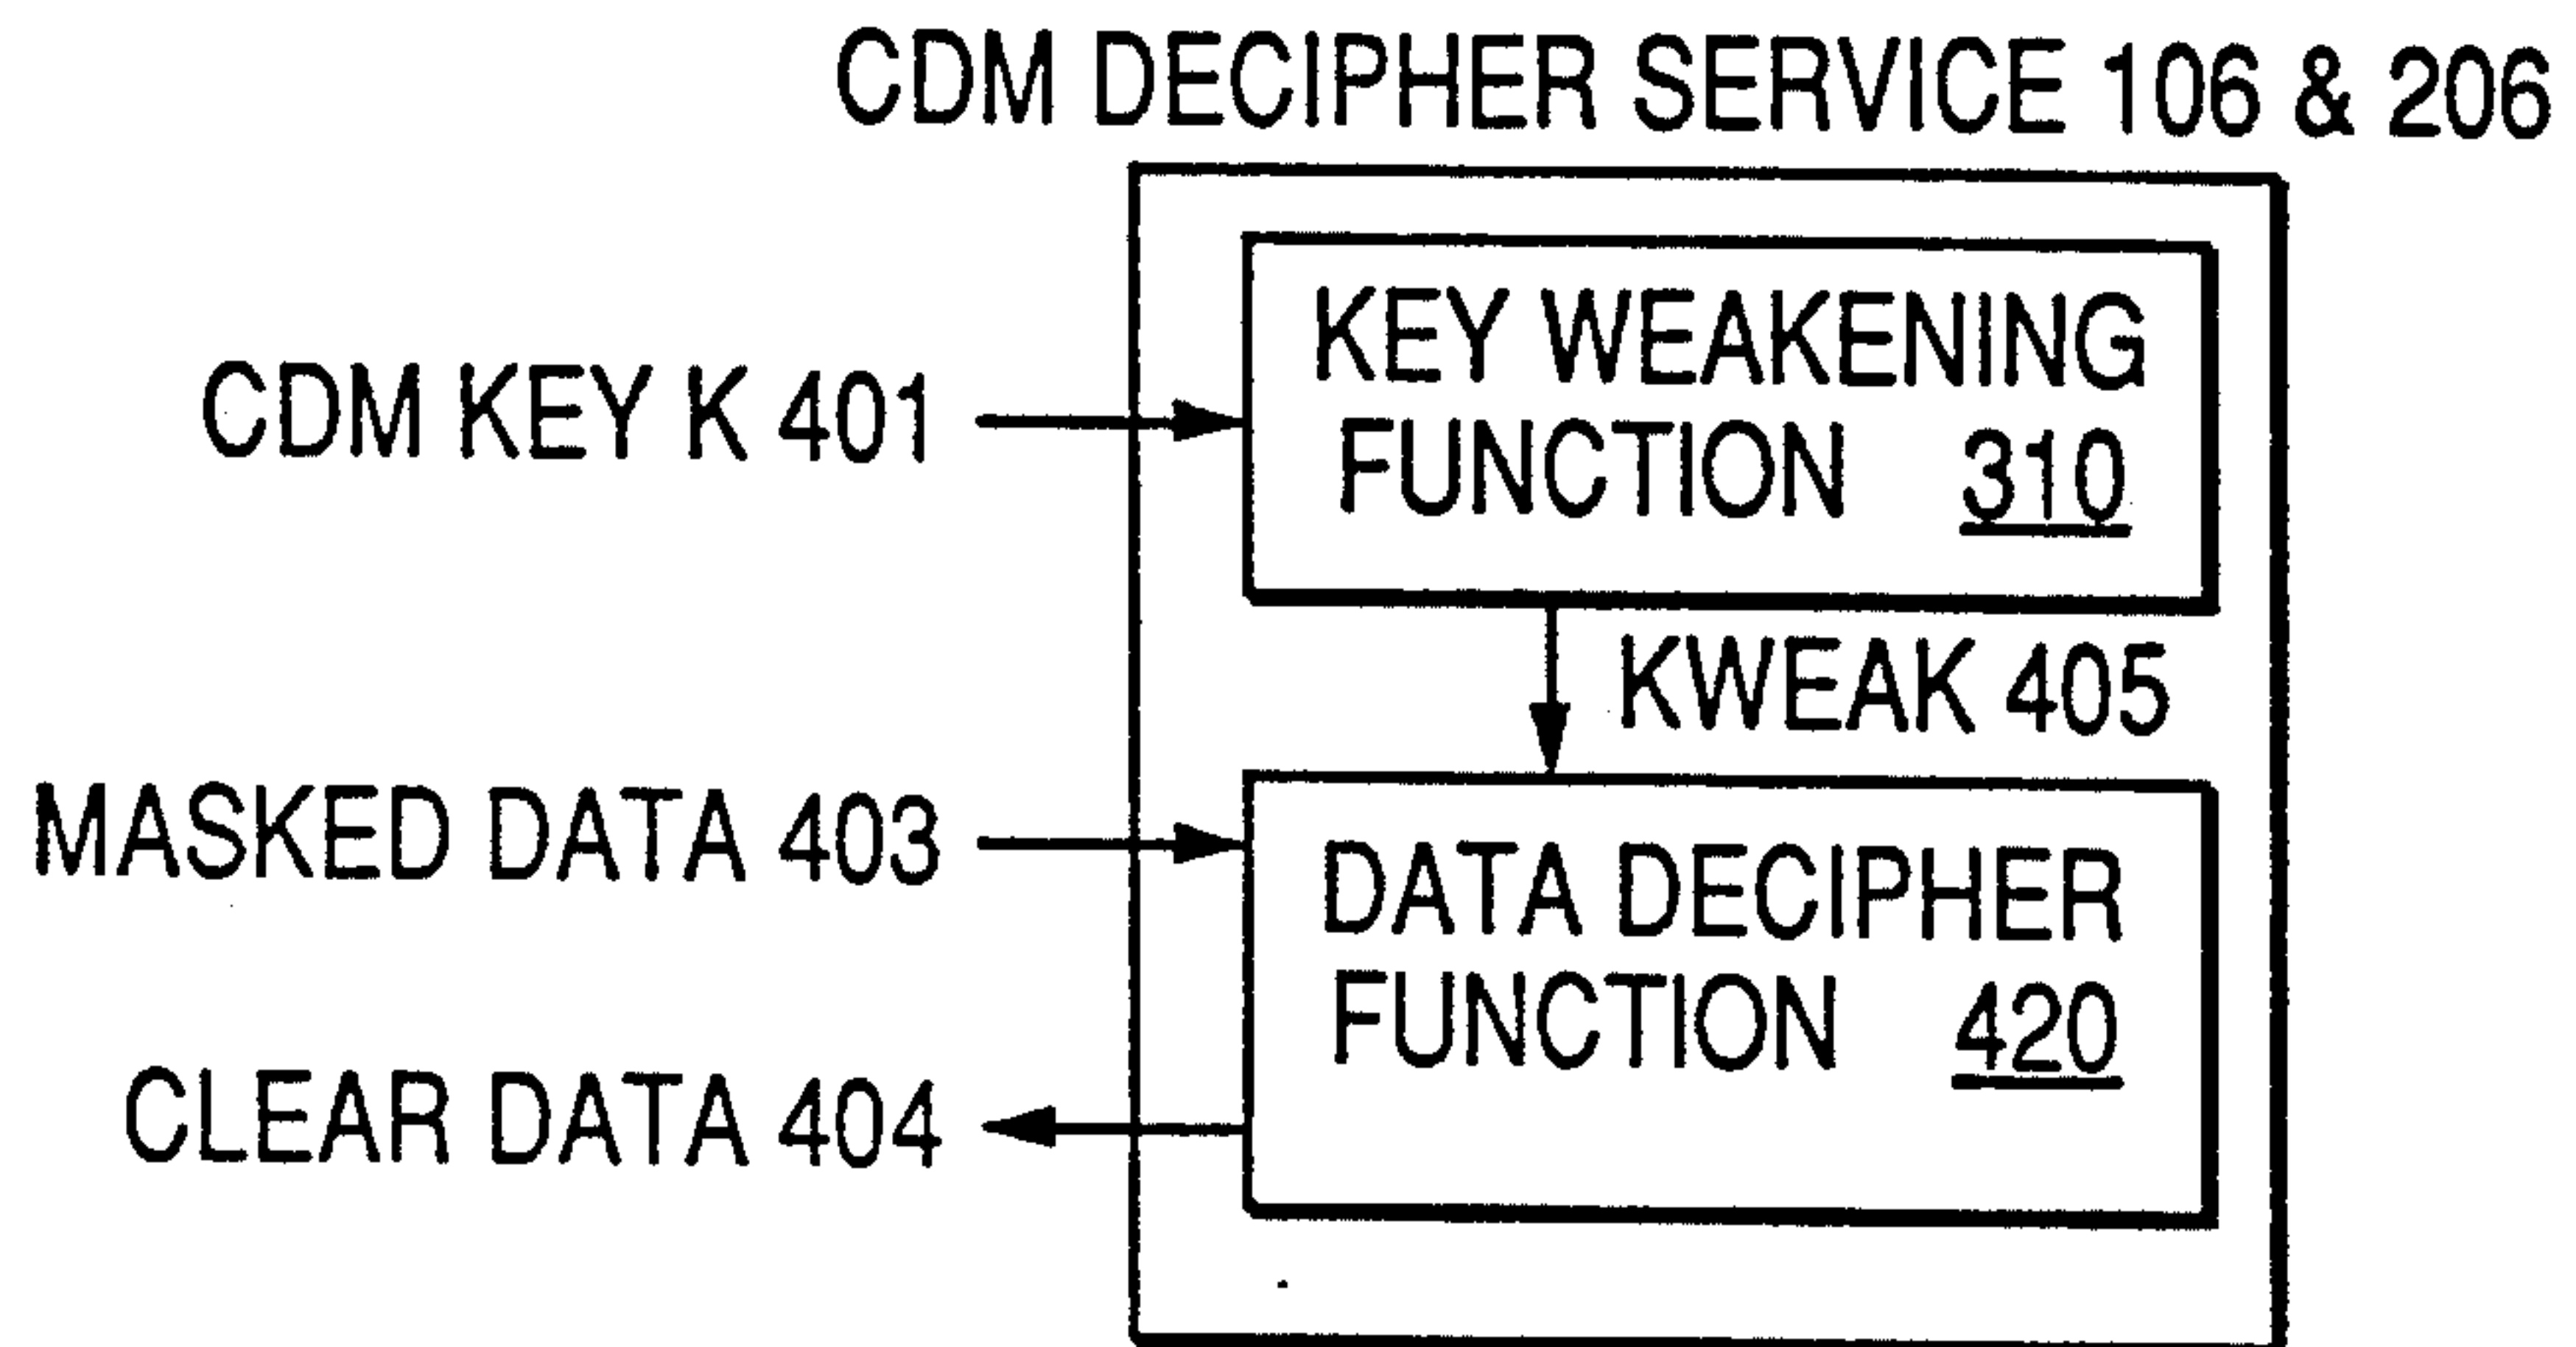 CDM DECIPHER SERVICE 106 & 206
KEY WEAKENING
FUNCTION 310
CDM KEY K 401
KWEAK 405
MASKED DATA 403
DATA DECIPHER
FUNCTION 420
CLEAR DATA 404